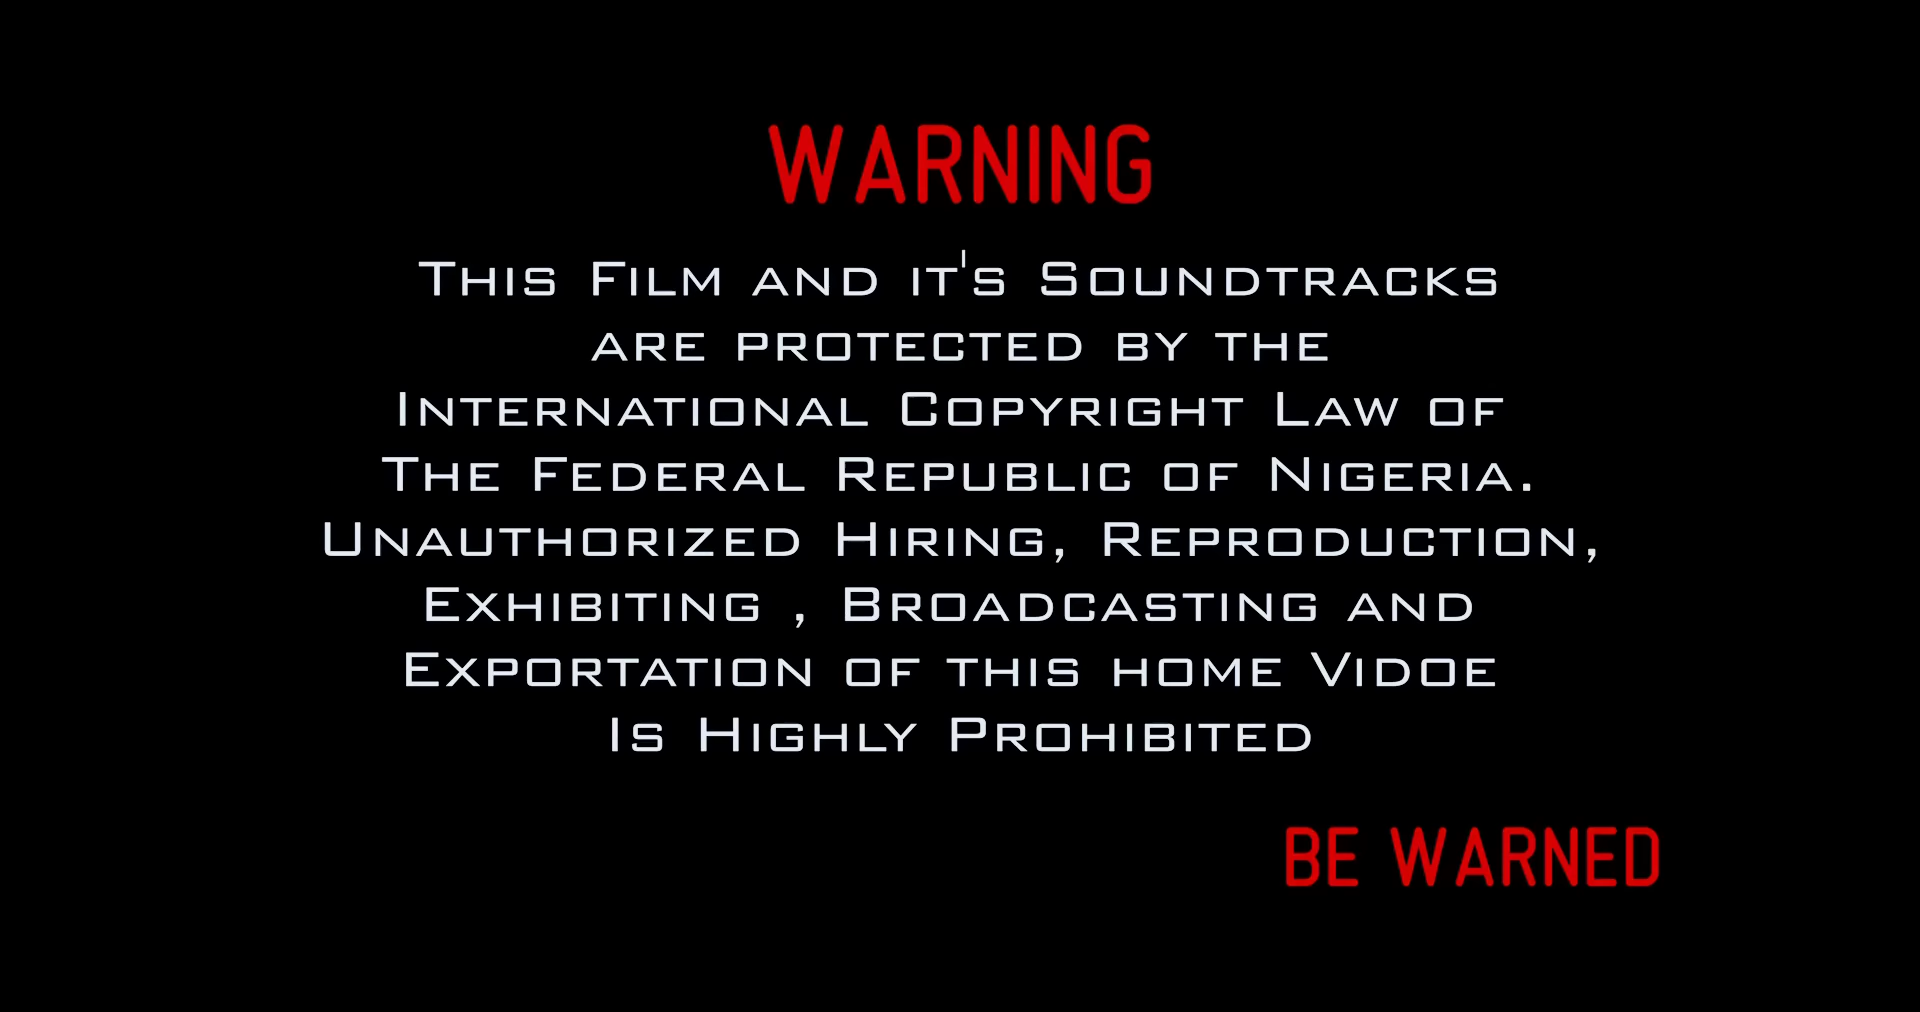 WARNING
This Film and it's Soundtracks
are protected by the
International Copyright Law of
The Federal Republic of Nigeria.
Unauthorized Hiring, Reproduction,
Exhibiting , Broadcasting and
Exportation of this home Vidoe
Is Highly Prohibited
BE WARNED